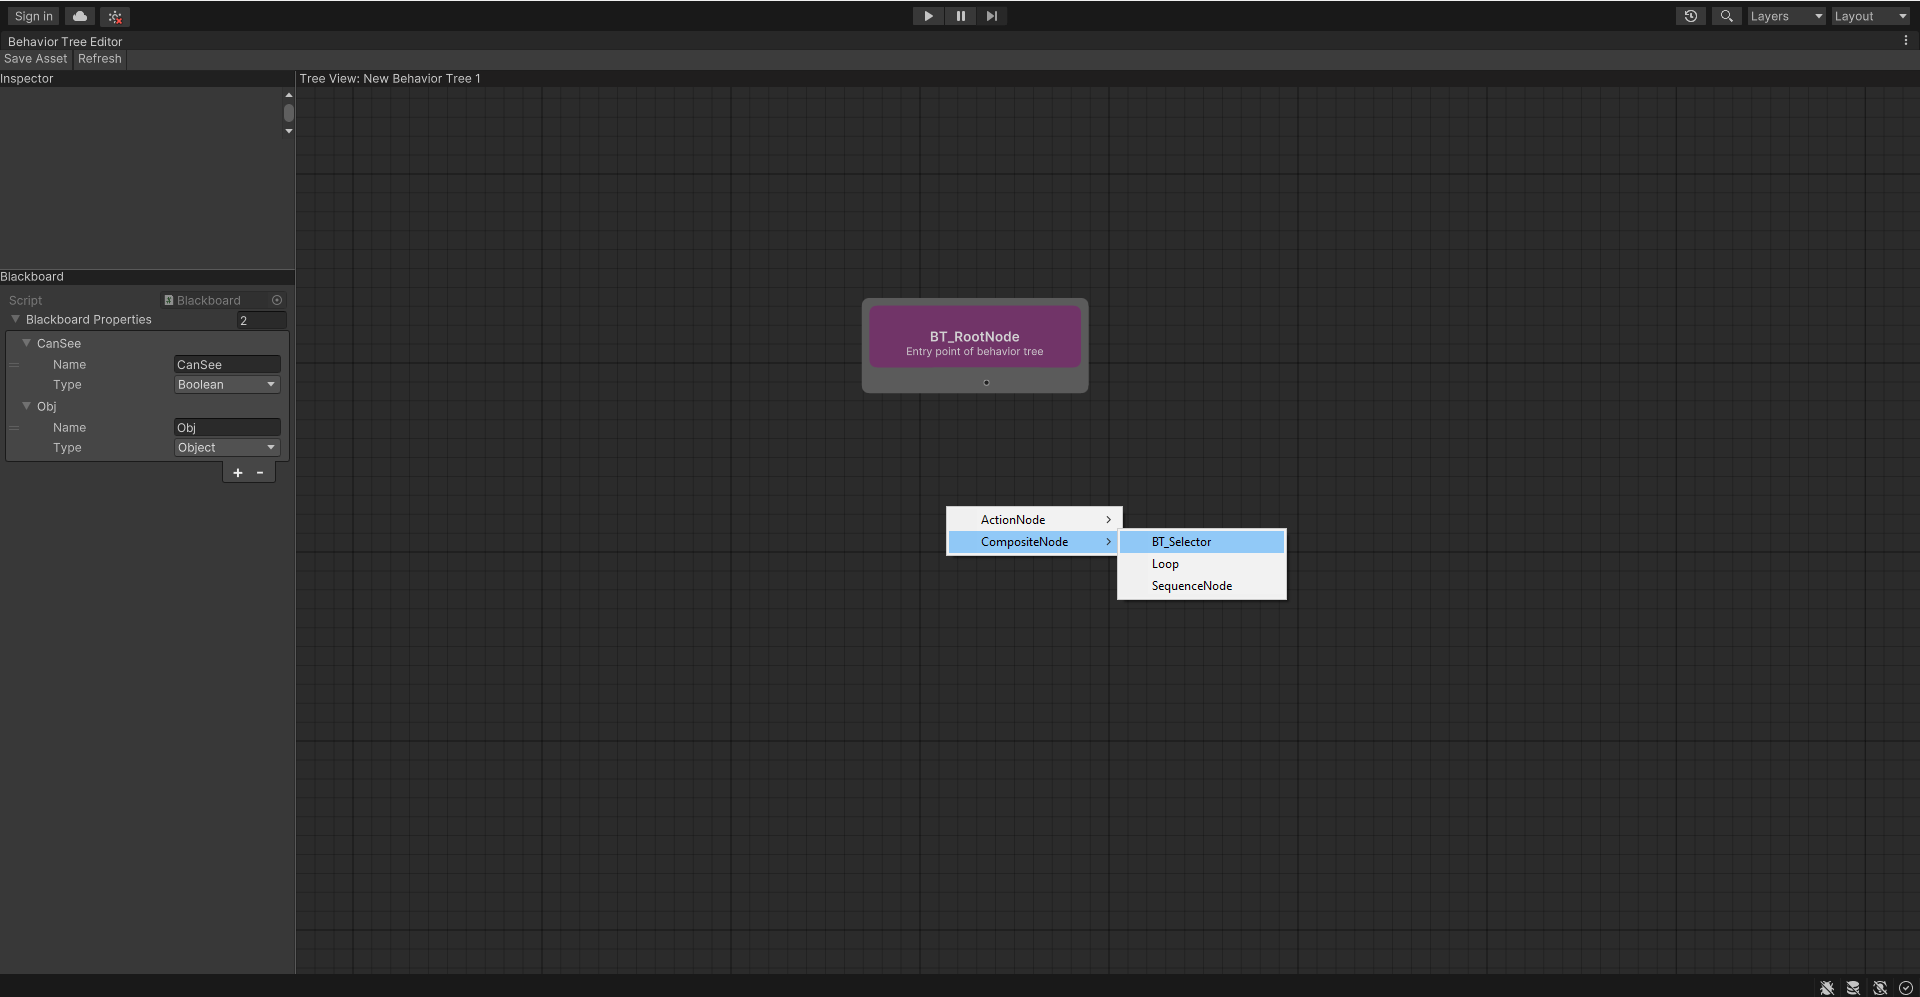 Sign in
Layers
Layout
Behavior Tree Editor
Save Asset
Refresh
Inspector
Tree View: New Behavior Tree 1
Blackboard
Script
Blackboard
Blackboard Properties
2
CanSee
Name
CanSee
Type
Boolean
Obj
Name
Obj
Type
Object
+ -
BT_RootNode
Entry point of behavior tree
ActionNode
CompositeNode
BT_Selector
Loop
SequenceNode